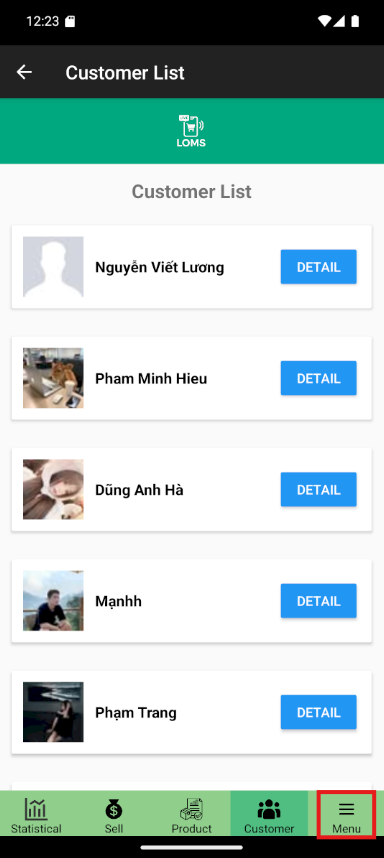 12:23
Customer List
LOMS
Customer List
Nguyễn Viết Lương
DETAIL
Pham Minh Hieu
DETAIL
Dũng Anh Hà
DETAIL
Mạnhh
DETAIL
Phạm Trang
DETAIL
Statistical
Sell
Product
Customer
Menu